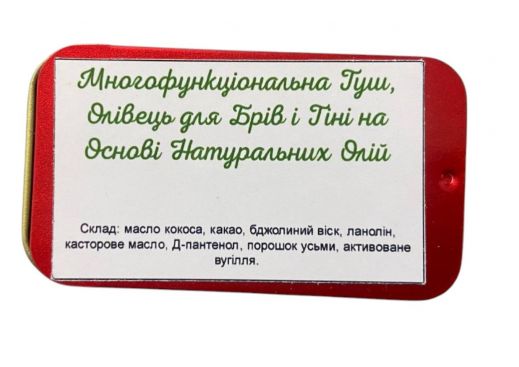 Многофункціональна Туш,
Олівець для Брів і Тіні на
Основі Натуральних Олій
Склад: масло кокоса, какао, бджолиний віск, ланолін,
касторове масло, Д-пантенол, порошок усьми, активоване
вугілля.